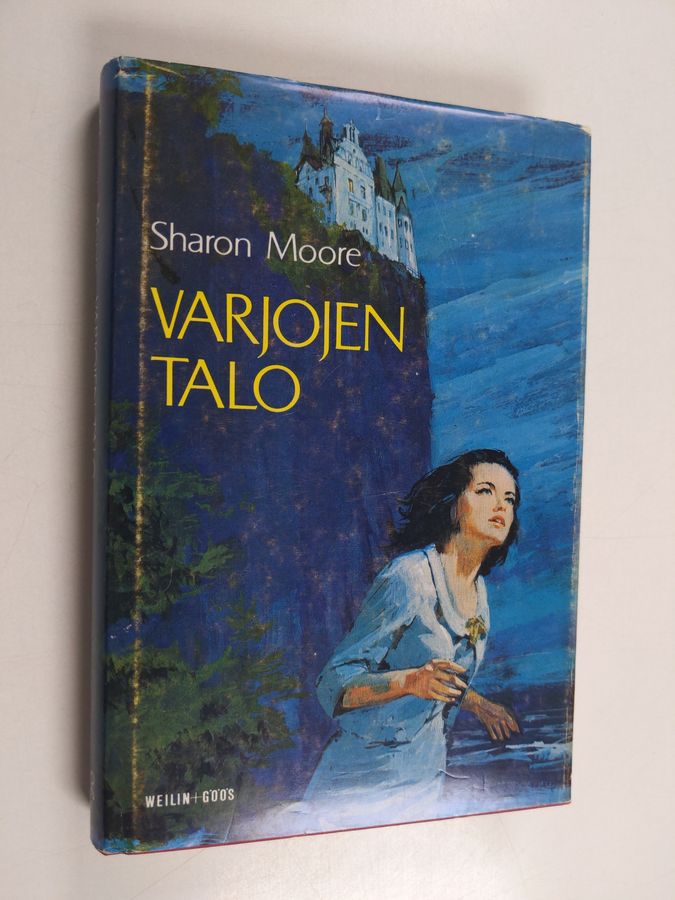 Sharon Moore
VARJOJEN
TALO
WEILIN+GÖÖS